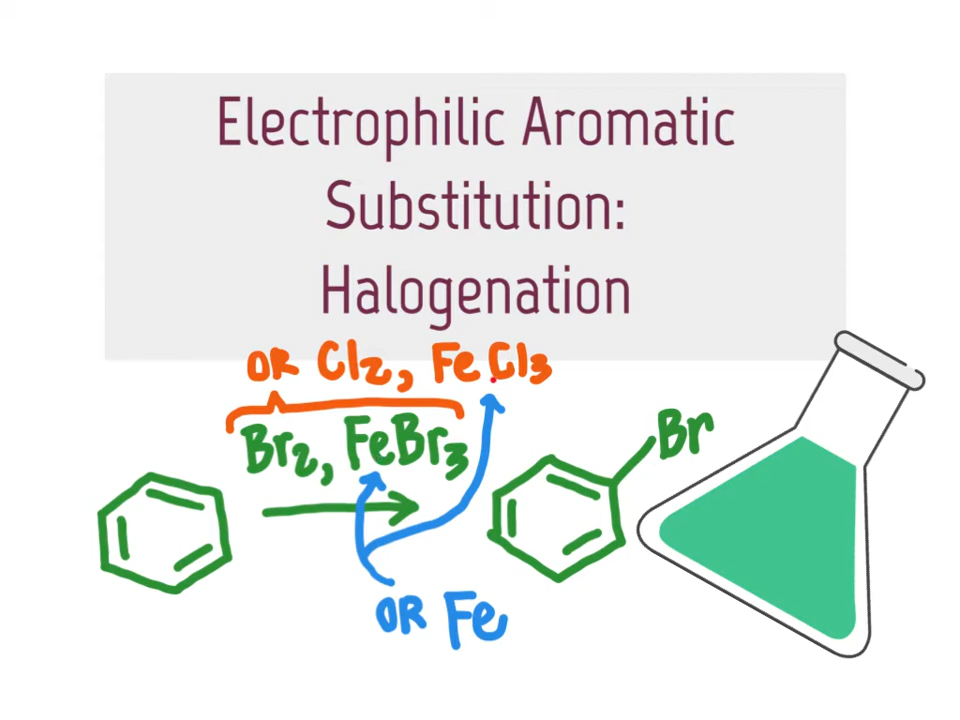 Electrophilic Aromatic
Substitution:
Halogenation
OR Cl2, FeCl3
Br2, FeBr3
Br
OR Fe